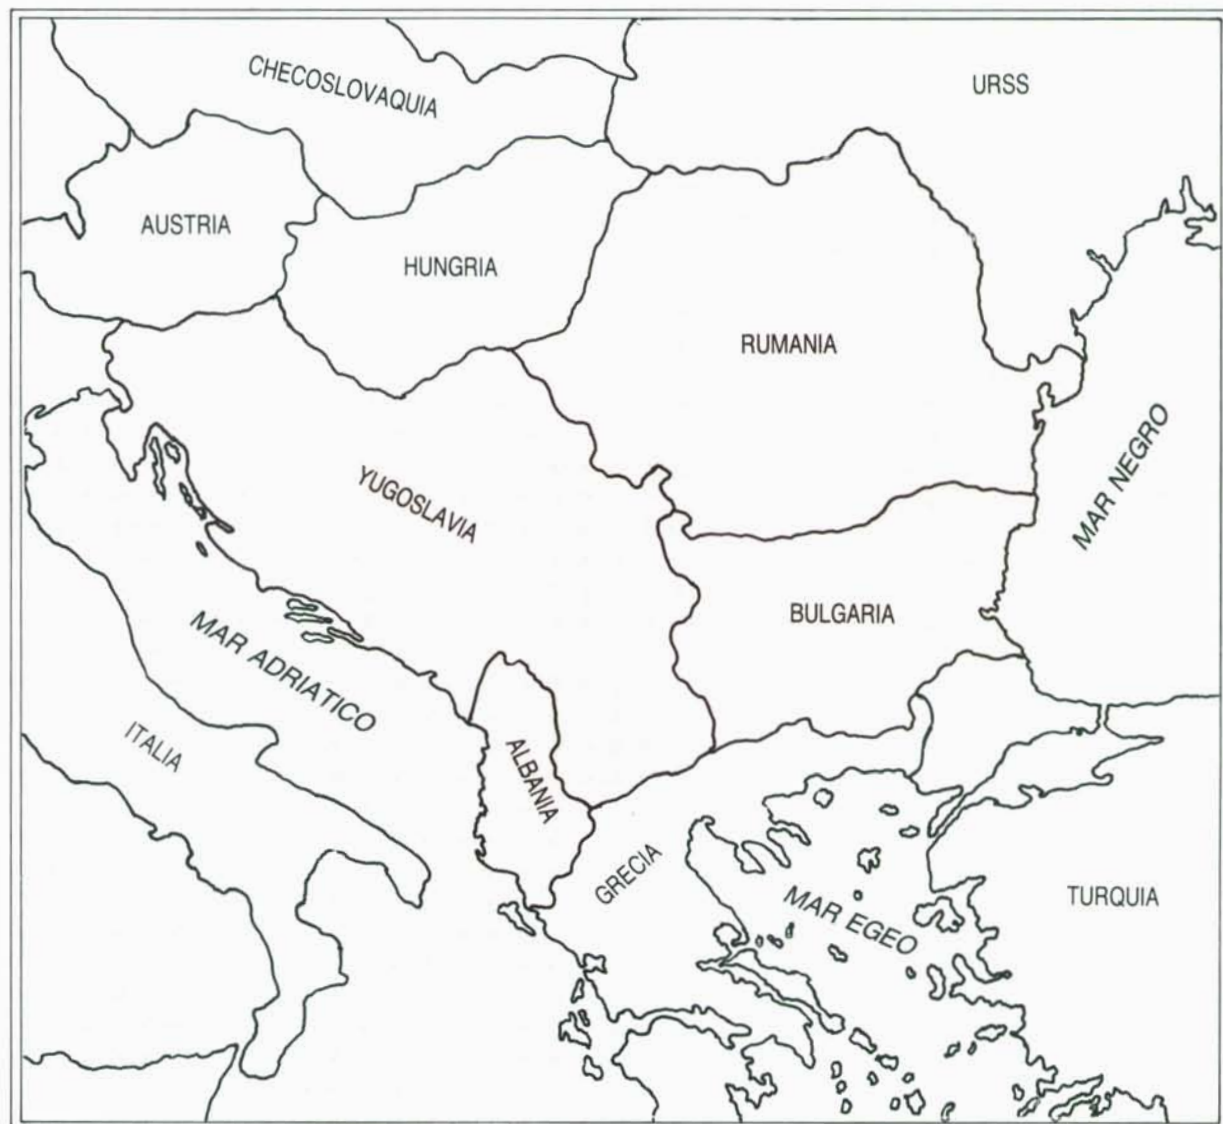 CHECOSLOVAQUIA
URSS
AUSTRIA
HUNGRIA
RUMANIA
YUGOSLAVIA
MAR NEGRO
BULGARIA
MAR ADRIATICO
ITALIA
ALBANIA
GRECIA
MAR EGEO
TURQUIA